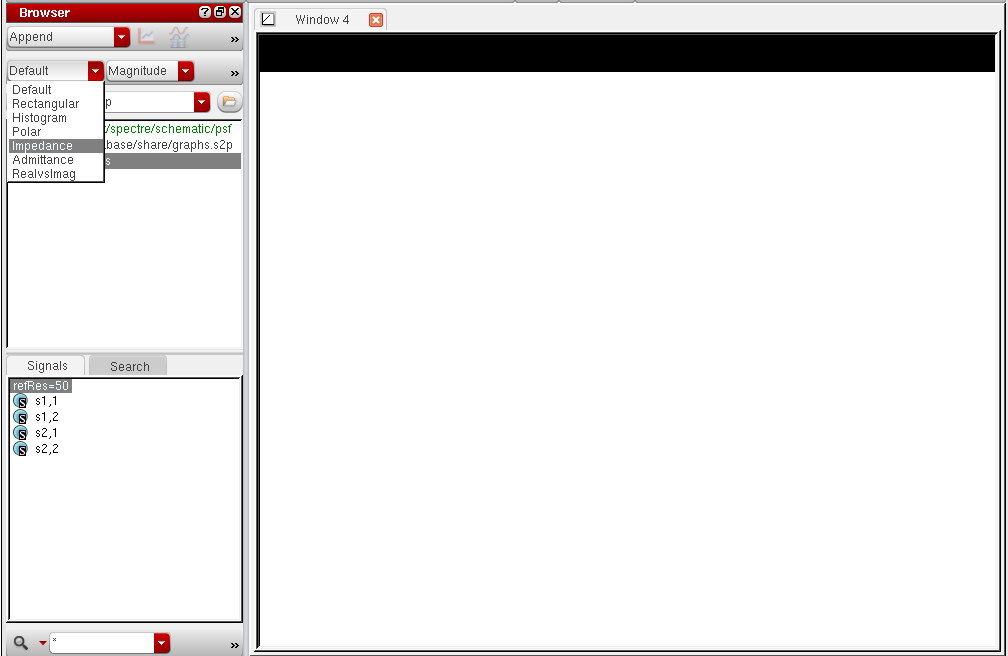 Browser
Window 4
Append
»
Default
Magnitude
»
Default
Rectangular
Histogram
Polar
Impedance
Admittance
RealvsImag
p
/spectre/schematic/psf
.base/share/graphs.s2p
s
Signals
Search
refRes=50
s1,1
s1,2
s2,1
s2,2
*
»